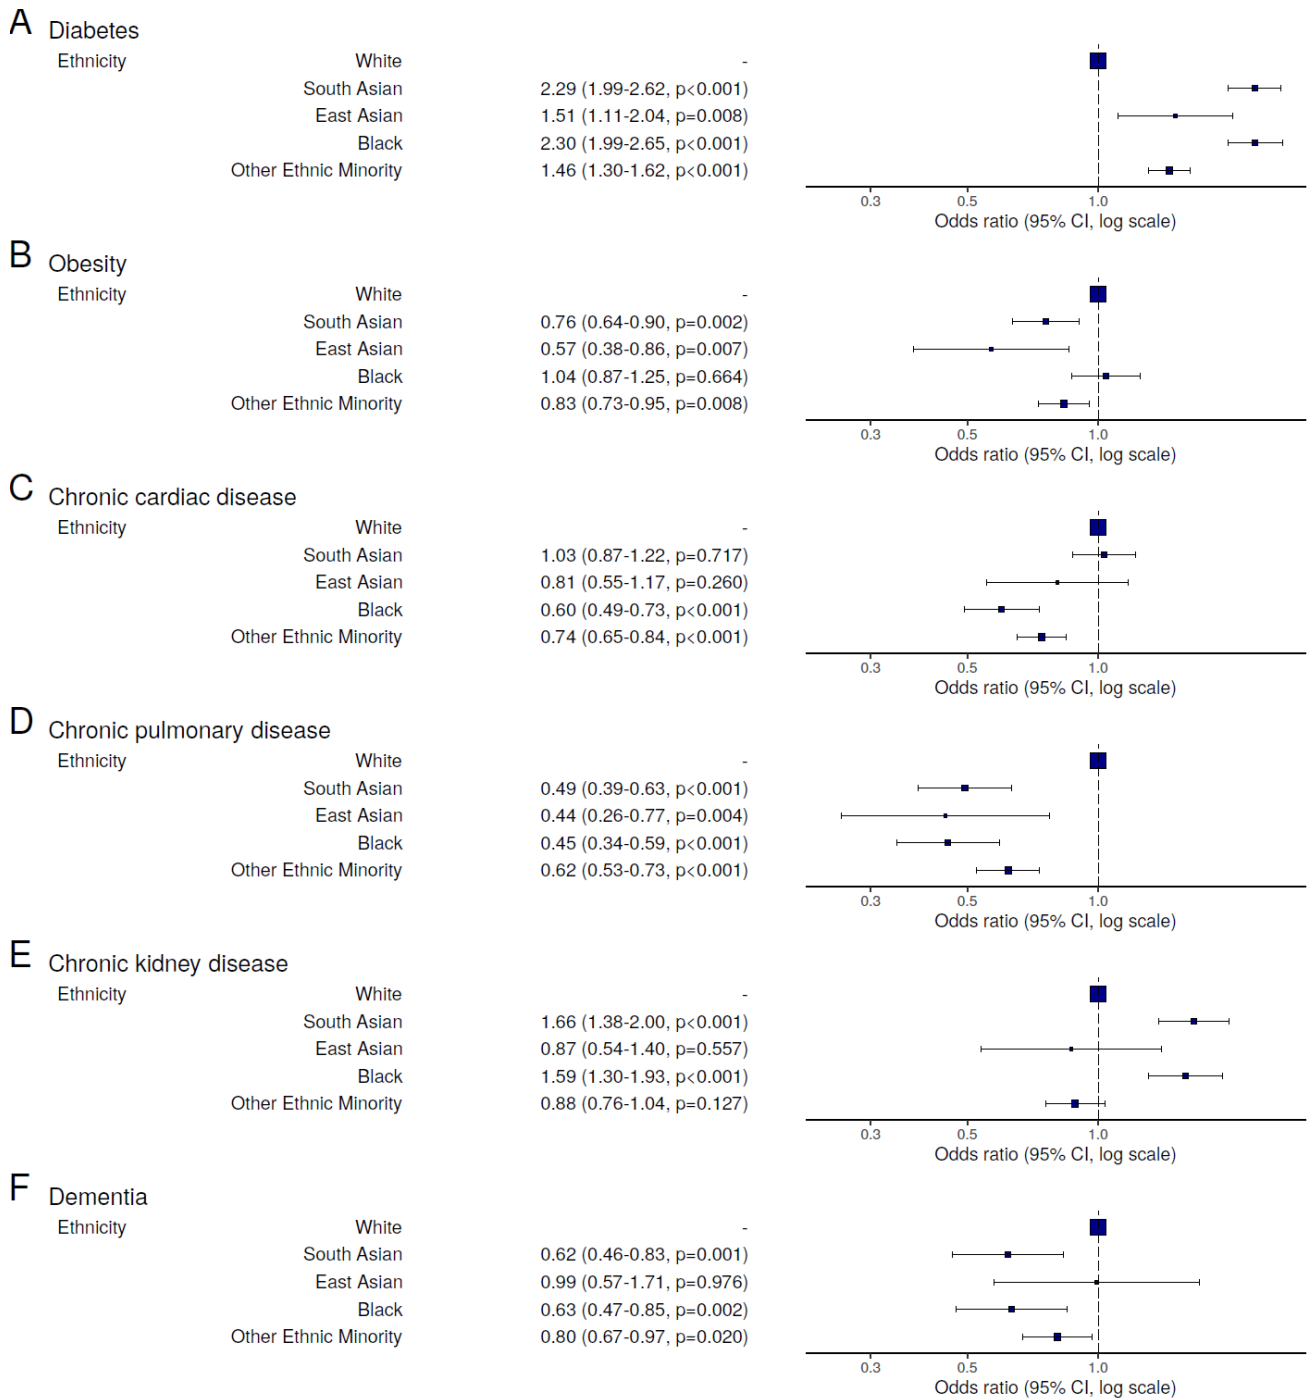 A Diabetes
Ethnicity White -
South Asian 2.29 (1.99-2.62, p<0.001)
East Asian 1.51 (1.11-2.04, p=0.008)
Black 2.30 (1.99-2.65, p<0.001)
Other Ethnic Minority 1.46 (1.30-1.62, p<0.001)
0.3 0.5 1.0
Odds ratio (95% CI, log scale)
B Obesity
Ethnicity White -
South Asian 0.76 (0.64-0.90, p=0.002)
East Asian 0.57 (0.38-0.86, p=0.007)
Black 1.04 (0.87-1.25, p=0.664)
Other Ethnic Minority 0.83 (0.73-0.95, p=0.008)
0.3 0.5 1.0
Odds ratio (95% CI, log scale)
C Chronic cardiac disease
Ethnicity White -
South Asian 1.03 (0.87-1.22, p=0.717)
East Asian 0.81 (0.55-1.17, p=0.260)
Black 0.60 (0.49-0.73, p<0.001)
Other Ethnic Minority 0.74 (0.65-0.84, p<0.001)
0.3 0.5 1.0
Odds ratio (95% CI, log scale)
D Chronic pulmonary disease
Ethnicity White -
South Asian 0.49 (0.39-0.63, p<0.001)
East Asian 0.44 (0.26-0.77, p=0.004)
Black 0.45 (0.34-0.59, p<0.001)
Other Ethnic Minority 0.62 (0.53-0.73, p<0.001)
0.3 0.5 1.0
Odds ratio (95% CI, log scale)
E Chronic kidney disease
Ethnicity White -
South Asian 1.66 (1.38-2.00, p<0.001)
East Asian 0.87 (0.54-1.40, p=0.557)
Black 1.59 (1.30-1.93, p<0.001)
Other Ethnic Minority 0.88 (0.76-1.04, p=0.127)
0.3 0.5 1.0
Odds ratio (95% CI, log scale)
F Dementia
Ethnicity White -
South Asian 0.62 (0.46-0.83, p=0.001)
East Asian 0.99 (0.57-1.71, p=0.976)
Black 0.63 (0.47-0.85, p=0.002)
Other Ethnic Minority 0.80 (0.67-0.97, p=0.020)
0.3 0.5 1.0
Odds ratio (95% CI, log scale)